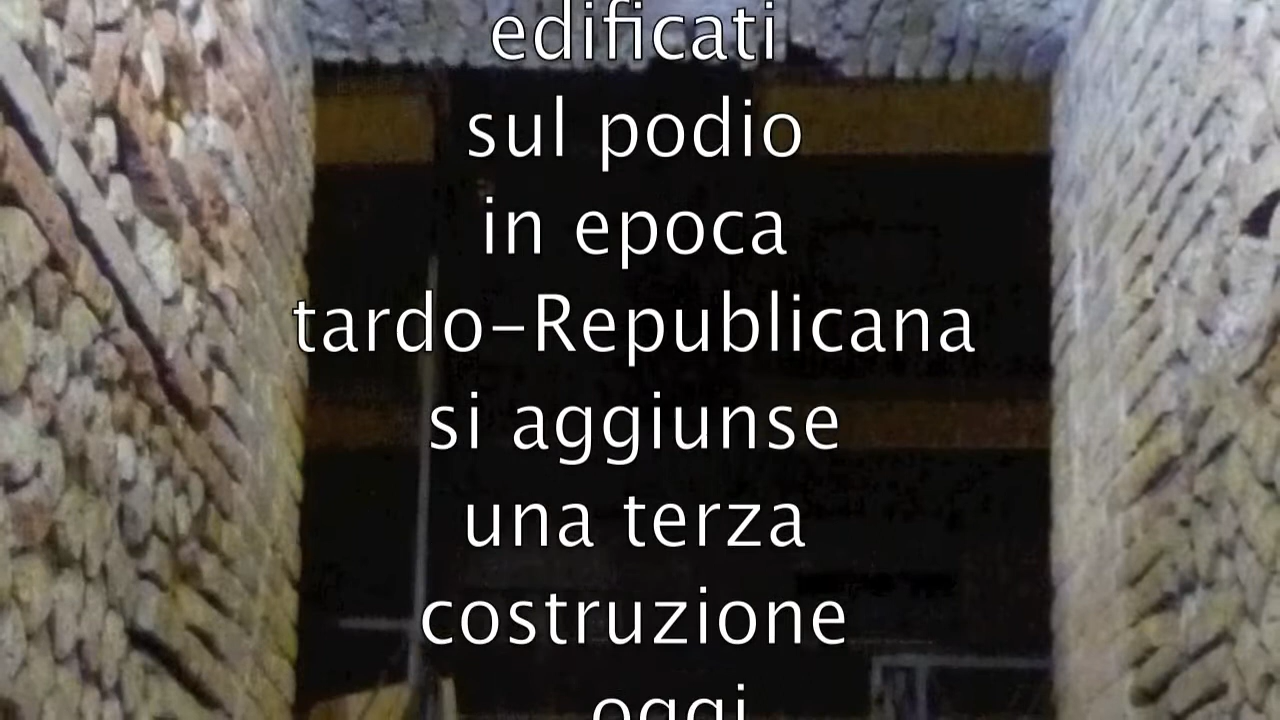 edificati
sul podio
in epoca
tardo-Repubblicana
si aggiunse
una terza
costruzione
oggi